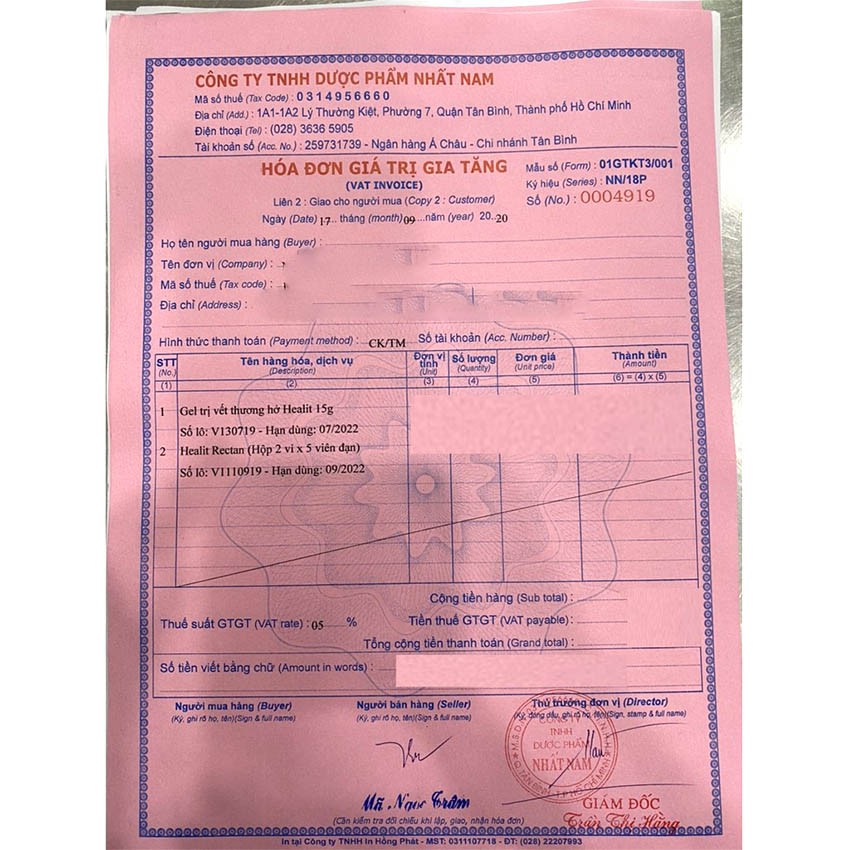 CÔNG TY TNHH DƯỢC PHẨM NHẤT NAM
Mã số thuế (Tax Code) : 0314956660
Địa chỉ (Add.) : 1A1-1A2 Lý Thường Kiệt, Phường 7, Quận Tân Bình, Thành phố Hồ Chí Minh
Điện thoại (Tel) : (028) 3636 5905
Tài khoản số (Acc. No.) : 259731739 - Ngân hàng Á Châu - Chi nhánh Tân Bình
HÓA ĐƠN GIÁ TRỊ GIA TĂNG
(VAT INVOICE)
Liên 2 : Giao cho người mua (Copy 2 : Customer)
Ngày (Date) 17 tháng (month) 09 năm (year) 20 20
Mẫu số (Form) : 01GTKT3/001
Ký hiệu (Series) : NN/18P
Số (No.) : 0004919
Họ tên người mua hàng (Buyer) :
Tên đơn vị (Company) :
Mã số thuế (Tax code) :
Địa chỉ (Address) :
Hình thức thanh toán (Payment method) : CK/TM Số tài khoản (Acc. Number) :
STT (No.) Tên hàng hóa, dịch vụ (Description) Đơn vị tính (Unit) Số lượng (Quantity) Đơn giá (Unit price) Thành tiền (Amount)
(1) (2) (3) (4) (5) (6) = (4) x (5)
1 Gel trị vết thương hở Healit 15g
Số lô: V130719 - Hạn dùng: 07/2022
2 Healit Rectan (Hộp 2 vi x 5 viên đạn)
Số lô: V1110919 - Hạn dùng: 09/2022
Cộng tiền hàng (Sub total) :
Thuế suất GTGT (VAT rate) : 05 % Tiền thuế GTGT (VAT payable) :
Tổng cộng tiền thanh toán (Grand total) :
Số tiền viết bằng chữ (Amount in words) :
Người mua hàng (Buyer) Người bán hàng (Seller) Thủ trưởng đơn vị (Director)
(Ký, ghi rõ họ, tên)(Sign & full name) (Ký, ghi rõ họ, tên)(Sign & full name) (Ký, đóng dấu, ghi rõ họ, tên)(Sign, stamp & full name)
CÔNG TY
TNHH
DƯỢC PHẨM
NHẤT NAM
Q.TÂN BÌNH - T.P HỒ CHÍ MINH
Mã Ngọc Trâm
GIÁM ĐỐC
Trần Thị Hằng
(Cần kiểm tra đối chiếu khi lập, giao, nhận hóa đơn)
In tại Công ty TNHH In Hồng Phát - MST: 0311107718 - ĐT: (028) 22207993